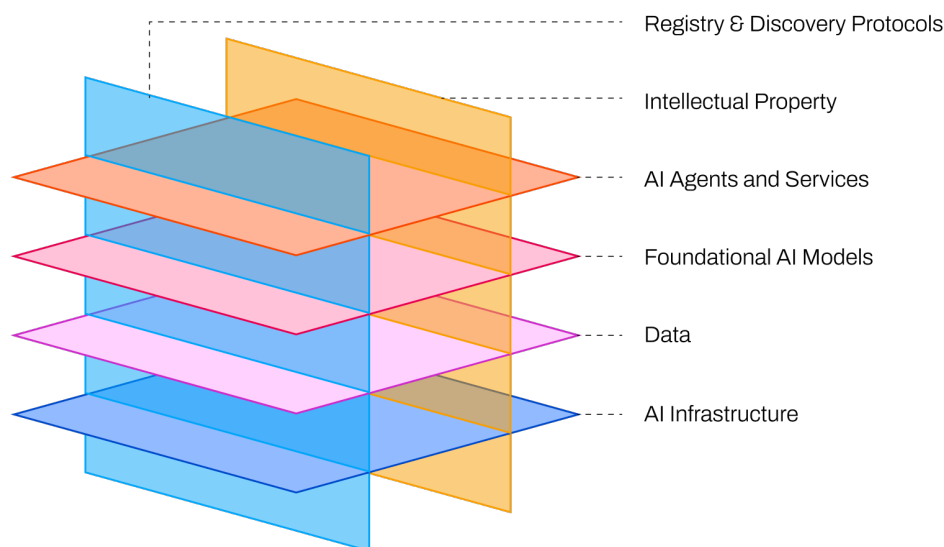 Registry & Discovery Protocols
Intellectual Property
AI Agents and Services
Foundational AI Models
Data
AI Infrastructure